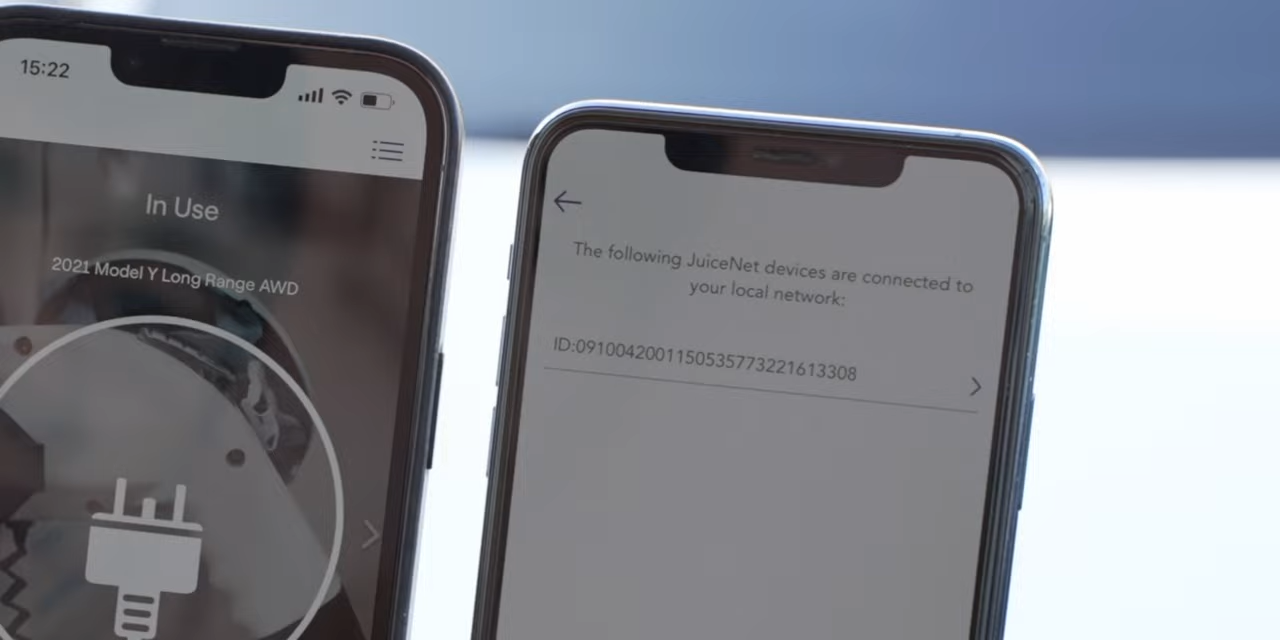 15:22
In Use
2021 Model Y Long Range AWD
The following JuiceNet devices are connected to
your local network:
ID:0910042001150535773221613308